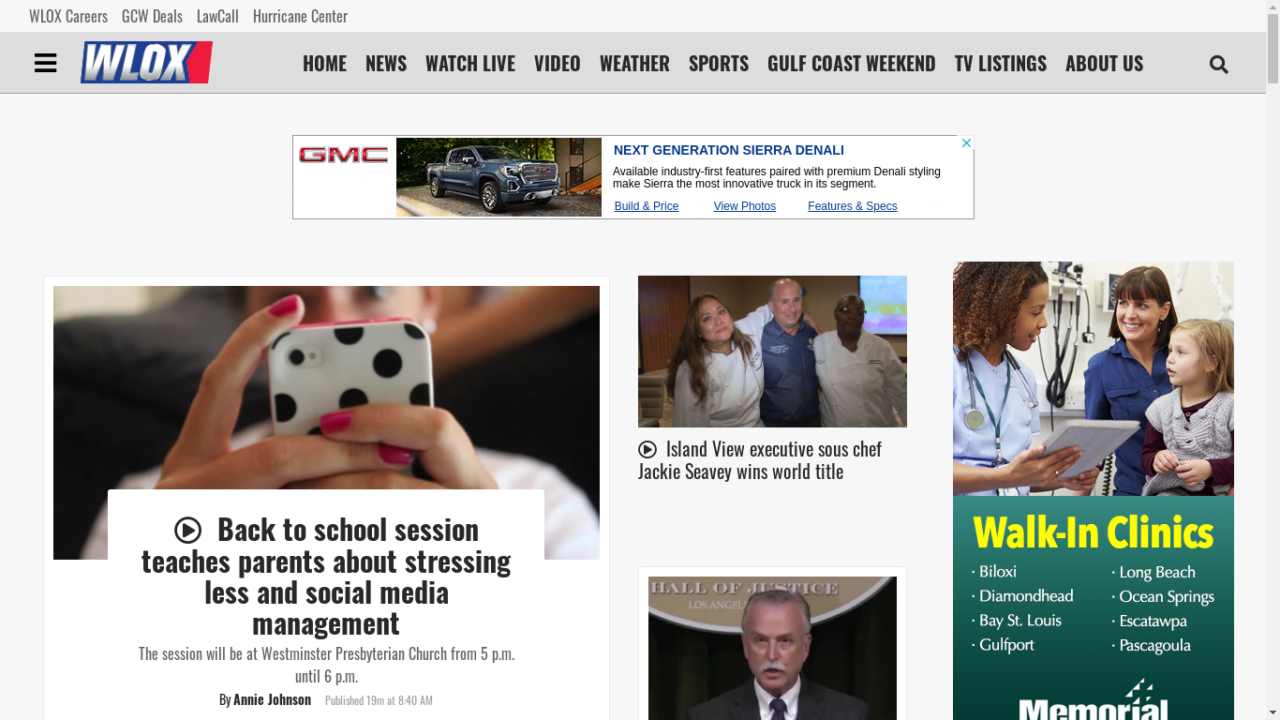 WLOX Careers GCW Deals LawCall Hurricane Center
WLOX HOME NEWS WATCH LIVE VIDEO WEATHER SPORTS GULF COAST WEEKEND TV LISTINGS ABOUT US
GMC
NEXT GENERATION SIERRA DENALI
Available industry-first features paired with premium Denali styling
make Sierra the most innovative truck in its segment.
Build & Price View Photos Features & Specs
Back to school session
teaches parents about stressing
less and social media
management
The session will be at Westminster Presbyterian Church from 5 p.m.
until 6 p.m.
By Annie Johnson Published 19m at 8:40 AM
Island View executive sous chef
Jackie Seavey wins world title
HALL OF JUSTICE
LOS ANGEL
Walk-In Clinics
· Biloxi
· Diamondhead
· Bay St. Louis
· Gulfport
· Long Beach
· Ocean Springs
· Escatawpa
· Pascagoula
Memorial